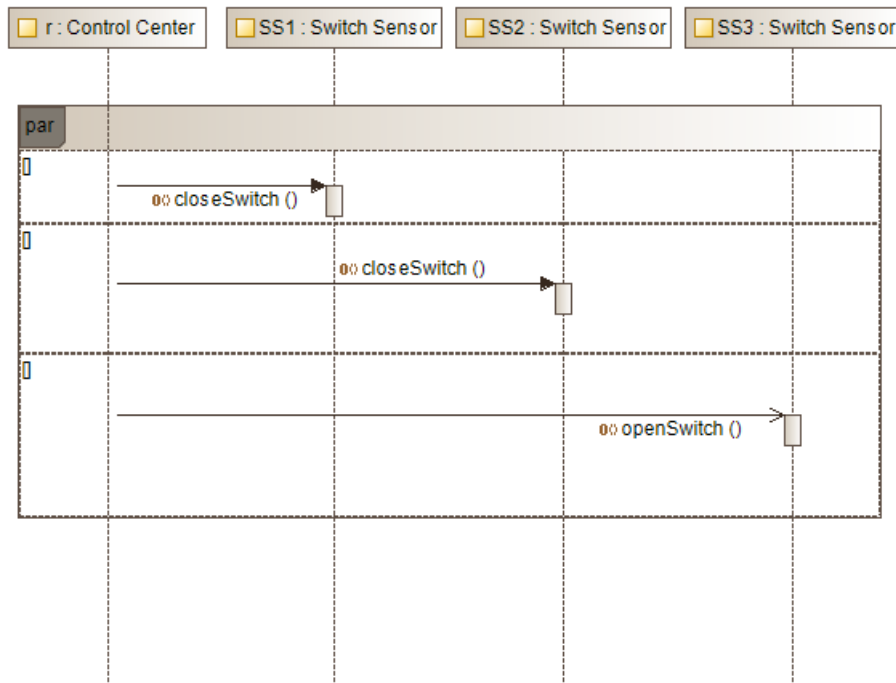 r : Control Center
SS1 : Switch Sensor
SS2 : Switch Sensor
SS3 : Switch Sensor
par
[]
closeSwitch ()
[]
closeSwitch ()
[]
openSwitch ()